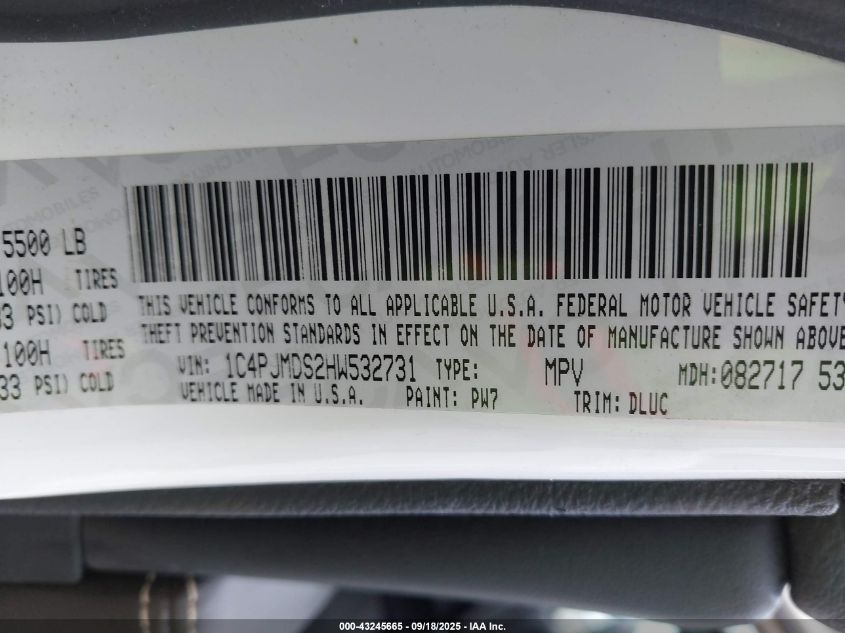 5500 LB
100H TIRES
33 PSI) COLD
100H TIRES
33 PSI) COLD
THIS VEHICLE CONFORMS TO ALL APPLICABLE U.S.A. FEDERAL MOTOR VEHICLE SAFETY
THEFT PREVENTION STANDARDS IN EFFECT ON THE DATE OF MANUFACTURE SHOWN ABOVE
VIN: 1C4PJMDS2HW532731 TYPE: MPV MDH:082717 53
VEHICLE MADE IN U.S.A. PAINT: PW7 TRIM: DLUC
000-43245665 - 09/18/2025 - IAA Inc.